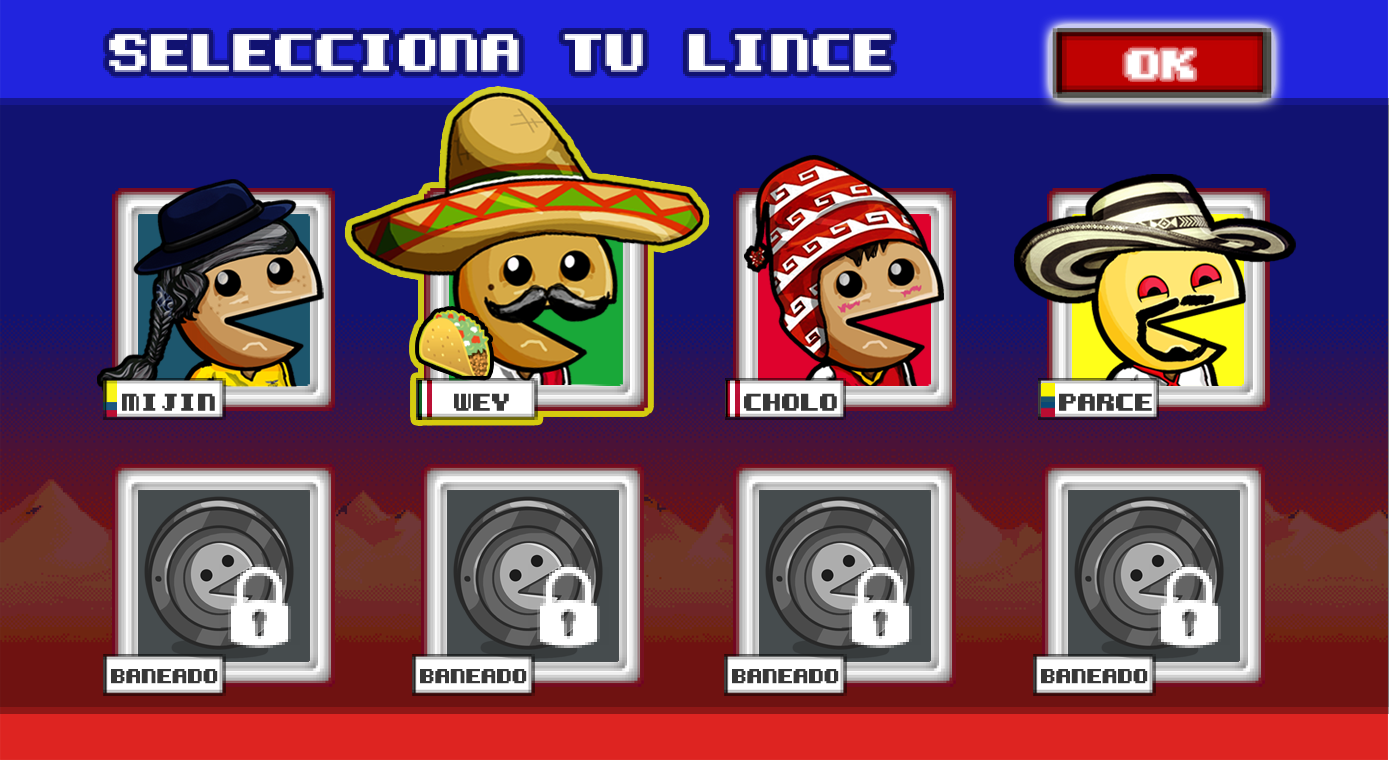 SELECCIONA TU LINCE
OK
MIJIN
WEY
CHOLO
PARCE
BANEADO
BANEADO
BANEADO
BANEADO